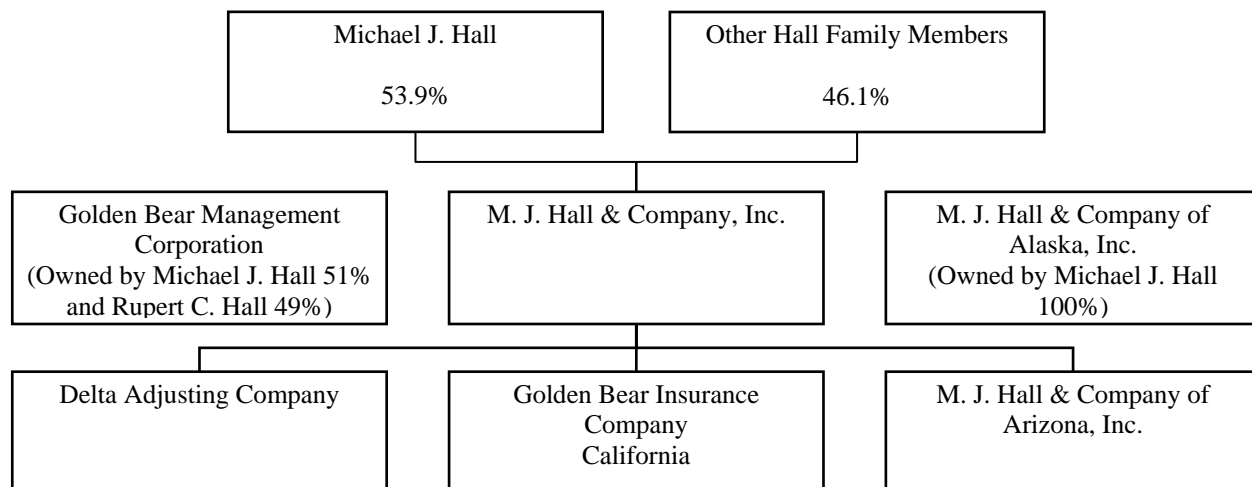 Michael J. Hall
53.9%
Other Hall Family Members
46.1%
Golden Bear Management
Corporation
(Owned by Michael J. Hall 51%
and Rupert C. Hall 49%)
M. J. Hall & Company, Inc.
M. J. Hall & Company of
Alaska, Inc.
(Owned by Michael J. Hall
100%)
Delta Adjusting Company
Golden Bear Insurance
Company
California
M. J. Hall & Company of
Arizona, Inc.